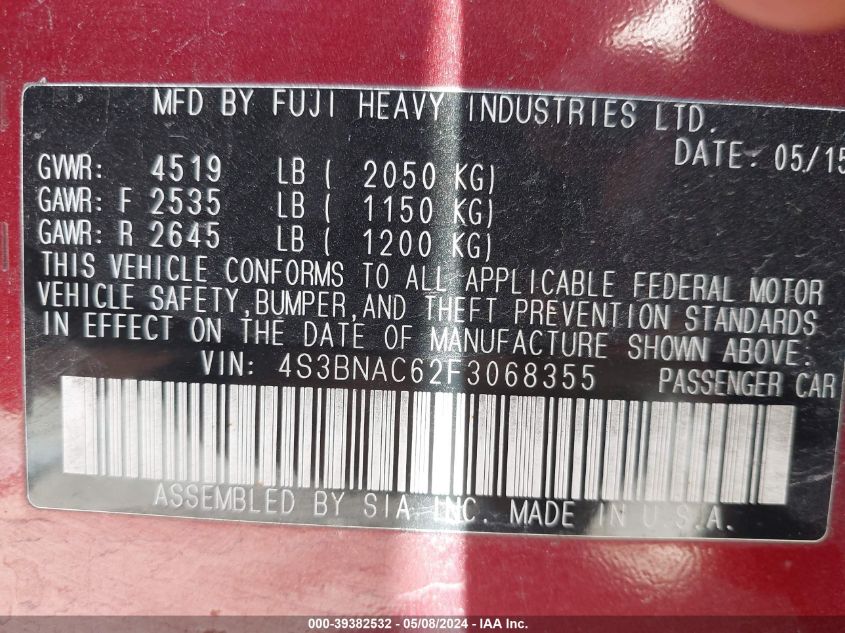 MFD BY FUJI HEAVY INDUSTRIES LTD.
DATE: 05/15
GVWR: 4519 LB ( 2050 KG)
GAWR: F 2535 LB ( 1150 KG)
GAWR: R 2645 LB ( 1200 KG)
THIS VEHICLE CONFORMS TO ALL APPLICABLE FEDERAL MOTOR
VEHICLE SAFETY, BUMPER, AND THEFT PREVENTION STANDARDS
IN EFFECT ON THE DATE OF MANUFACTURE SHOWN ABOVE.
VIN: 4S3BNAC62F3068355 PASSENGER CAR
ASSEMBLED BY SIA INC. MADE IN U.S.A.
000-39382532 - 05/08/2024 - IAA Inc.